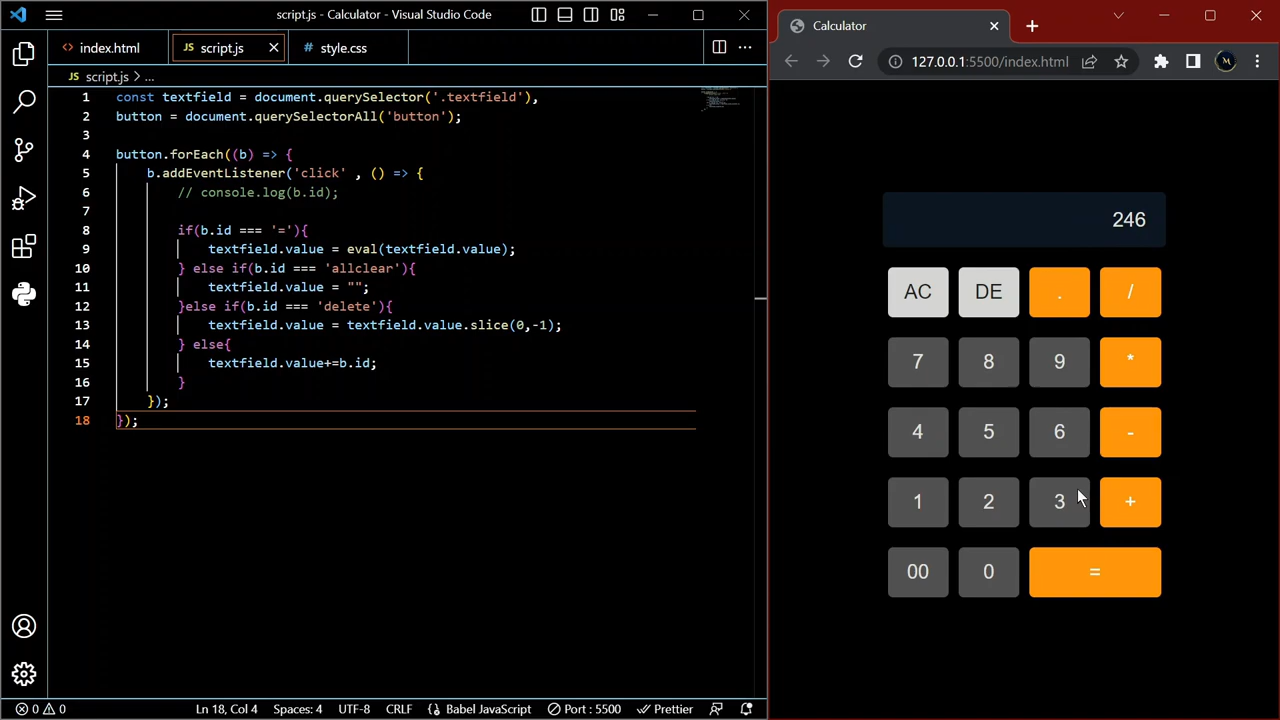 script.js - Calculator - Visual Studio Code
index.html
JS script.js
style.css
JS script.js > ...
1 const textfield = document.querySelector('.textfield'),
2 button = document.querySelectorAll('button');
3
4 button.forEach((b) => {
5 b.addEventListener('click' , () => {
6 // console.log(b.id);
7
8 if(b.id === '='){
9 textfield.value = eval(textfield.value);
10 } else if(b.id === 'allclear'){
11 textfield.value = "";
12 }else if(b.id === 'delete'){
13 textfield.value = textfield.value.slice(0,-1);
14 } else{
15 textfield.value+=b.id;
16 }
17 });
18 });
0 0
Ln 18, Col 4
Spaces: 4
UTF-8
CRLF
Babel JavaScript
Port : 5500
Prettier
Calculator
127.0.0.1:5500/index.html
M
246
AC DE . /
7 8 9 *
4 5 6 -
1 2 3 +
00 0 =